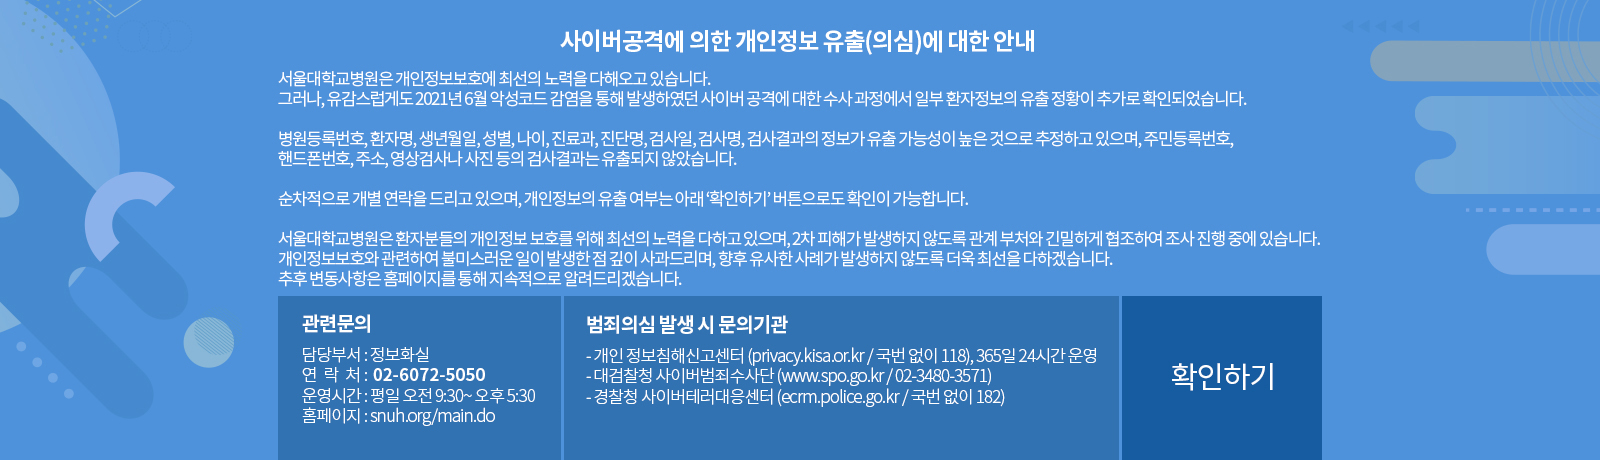 사이버공격에 의한 개인정보 유출(의심)에 대한 안내
서울대학교병원은 개인정보보호에 최선의 노력을 다해오고 있습니다.
그러나, 유감스럽게도 2021년 6월 악성코드 감염을 통해 발생하였던 사이버 공격에 대한 수사 과정에서 일부 환자정보의 유출 정황이 추가로 확인되었습니다.
병원등록번호, 환자명, 생년월일, 성별, 나이, 진료과, 진단명, 검사일, 검사명, 검사결과의 정보가 유출 가능성이 높은 것으로 추정하고 있으며, 주민등록번호,
핸드폰번호, 주소, 영상검사나 사진 등의 검사결과는 유출되지 않았습니다.
순차적으로 개별 연락을 드리고 있으며, 개인정보의 유출 여부는 아래 ‘확인하기’ 버튼으로도 확인이 가능합니다.
서울대학교병원은 환자분들의 개인정보 보호를 위해 최선의 노력을 다하고 있으며, 2차 피해가 발생하지 않도록 관계 부처와 긴밀하게 협조하여 조사 진행 중에 있습니다.
개인정보보호와 관련하여 불미스러운 일이 발생한 점 깊이 사과드리며, 향후 유사한 사례가 발생하지 않도록 더욱 최선을 다하겠습니다.
추후 변동사항은 홈페이지를 통해 지속적으로 알려드리겠습니다.
관련문의
담당부서 : 정보화실
연 락 처 : 02-6072-5050
운영시간 : 평일 오전 9:30~ 오후 5:30
홈페이지 : snuh.org/main.do
범죄의심 발생 시 문의기관
- 개인 정보침해신고센터 (privacy.kisa.or.kr / 국번 없이 118), 365일 24시간 운영
- 대검찰청 사이버범죄수사단 (www.spo.go.kr / 02-3480-3571)
- 경찰청 사이버테러대응센터 (ecrm.police.go.kr / 국번 없이 182)
확인하기